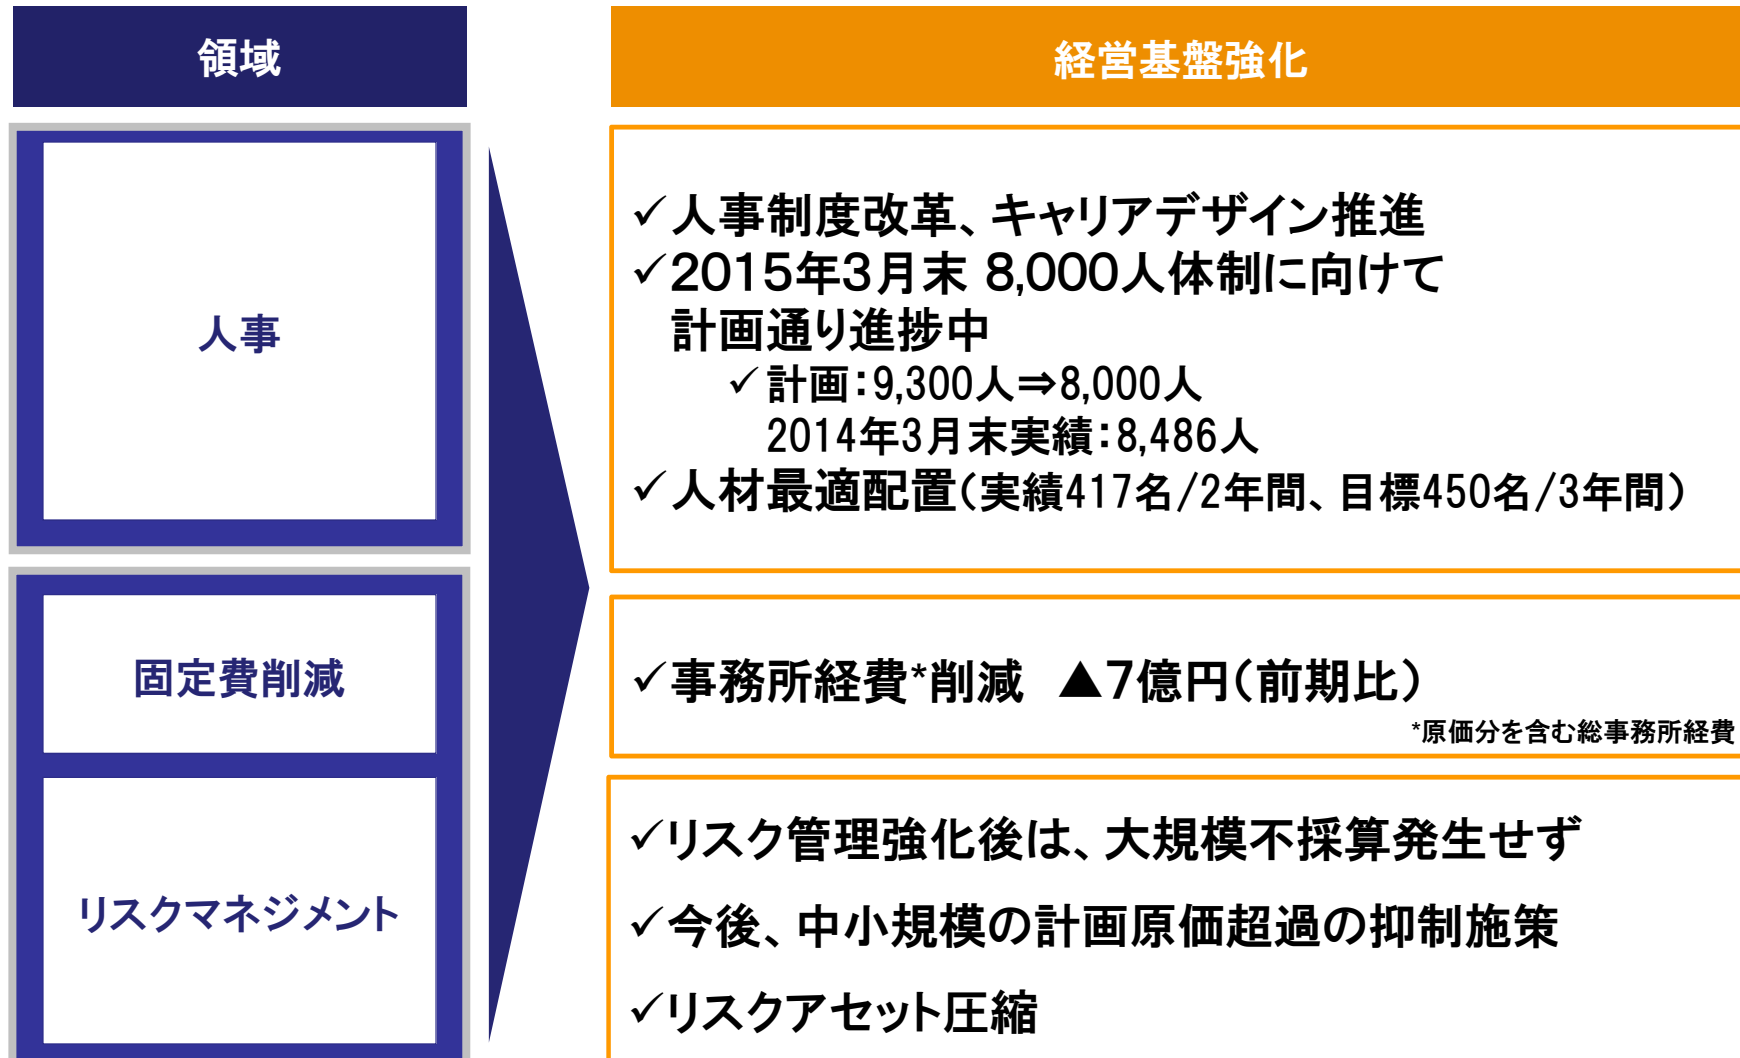 領域
経営基盤強化
人事
✓人事制度改革、キャリアデザイン推進
✓2015年3月末 8,000人体制に向けて
計画通り進捗中
✓計画：9,300人⇒8,000人
2014年3月末実績：8,486人
✓人材最適配置（実績417名/2年間、目標450名/3年間）
固定費削減
✓事務所経費*削減　▲7億円（前期比）
*原価分を含む総事務所経費
リスクマネジメント
✓リスク管理強化後は、大規模不採算発生せず
✓今後、中小規模の計画原価超過の抑制施策
✓リスクアセット圧縮